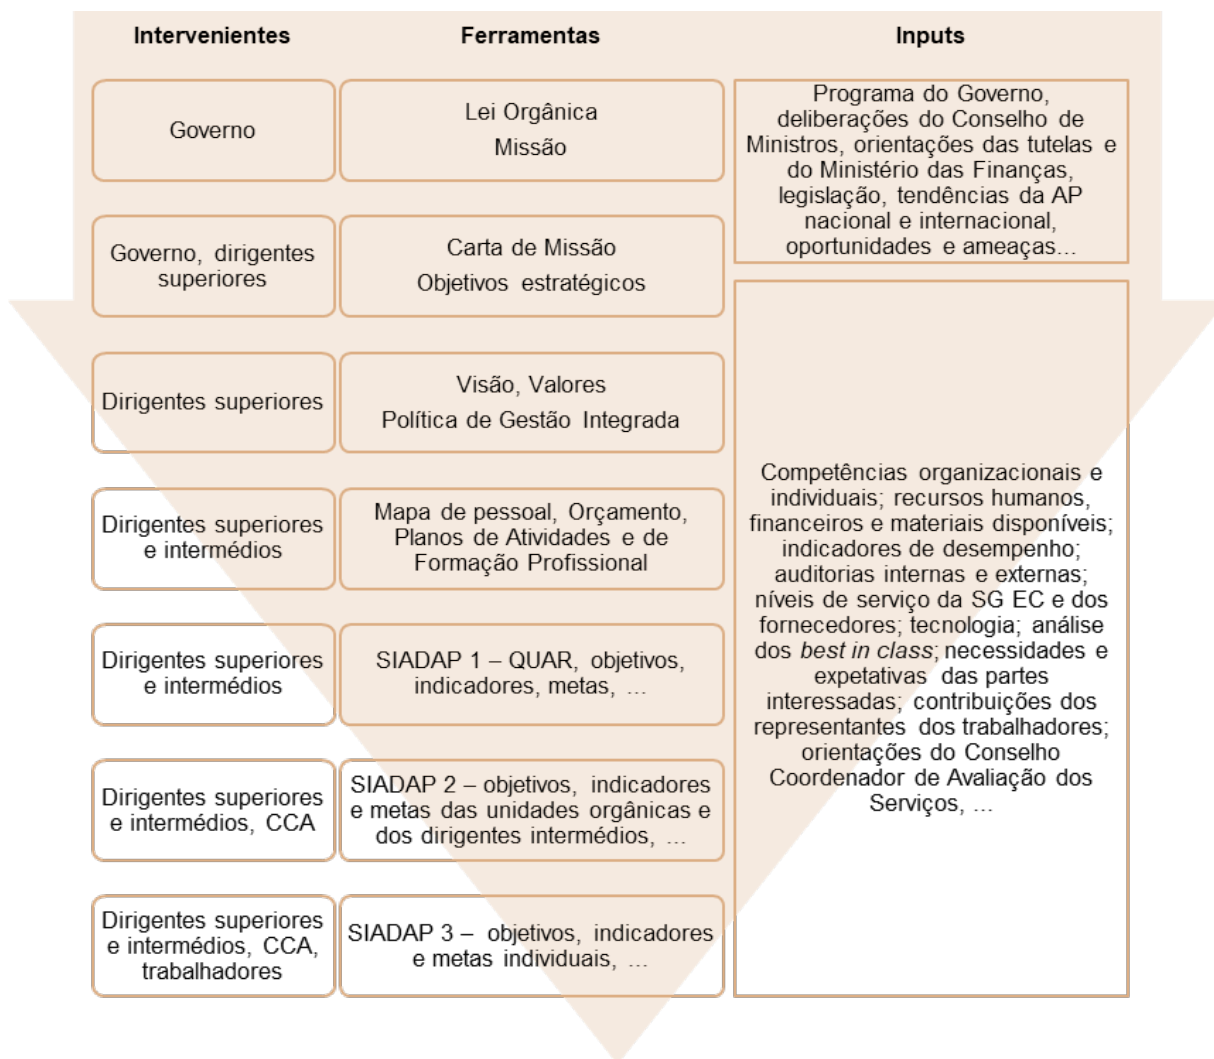 Intervenientes
Ferramentas
Inputs
Governo
Lei Orgânica
Missão
Programa do Governo,
deliberações do Conselho de
Ministros, orientações das tutelas e
do Ministério das Finanças,
legislação, tendências da AP
nacional e internacional,
oportunidades e ameaças…
Governo, dirigentes
superiores
Carta de Missão
Objetivos estratégicos
Dirigentes superiores
Visão, Valores
Política de Gestão Integrada
Dirigentes superiores
e intermédios
Mapa de pessoal, Orçamento,
Planos de Atividades e de
Formação Profissional
Dirigentes superiores
e intermédios
SIADAP 1 – QUAR, objetivos,
indicadores, metas, …
Dirigentes superiores
e intermédios, CCA
SIADAP 2 – objetivos, indicadores
e metas das unidades orgânicas e
dos dirigentes intermédios, …
Dirigentes superiores
e intermédios, CCA,
trabalhadores
SIADAP 3 – objetivos, indicadores
e metas individuais, …
Competências organizacionais e
individuais; recursos humanos,
financeiros e materiais disponíveis;
indicadores de desempenho;
auditorias internas e externas;
níveis de serviço da SG EC e dos
fornecedores; tecnologia; análise
dos best in class; necessidades e
expetativas das partes
interessadas; contribuições dos
representantes dos trabalhadores;
orientações do Conselho
Coordenador de Avaliação dos
Serviços, …